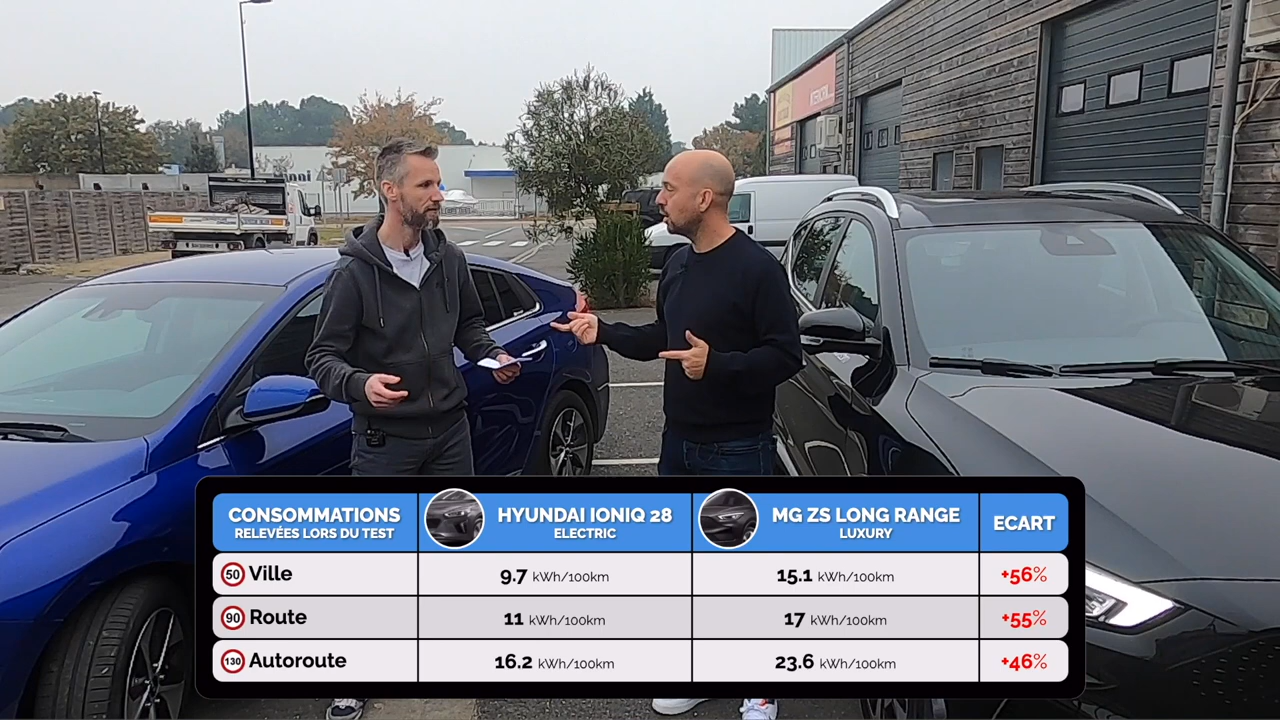 CONSOMMATIONS
RELEVÉES LORS DU TEST
HYUNDAI IONIQ 28
ELECTRIC
MG ZS LONG RANGE
LUXURY
ECART
50 Ville
9.7 kWh/100km
15.1 kWh/100km
+56%
90 Route
11 kWh/100km
17 kWh/100km
+55%
130 Autoroute
16.2 kWh/100km
23.6 kWh/100km
+46%